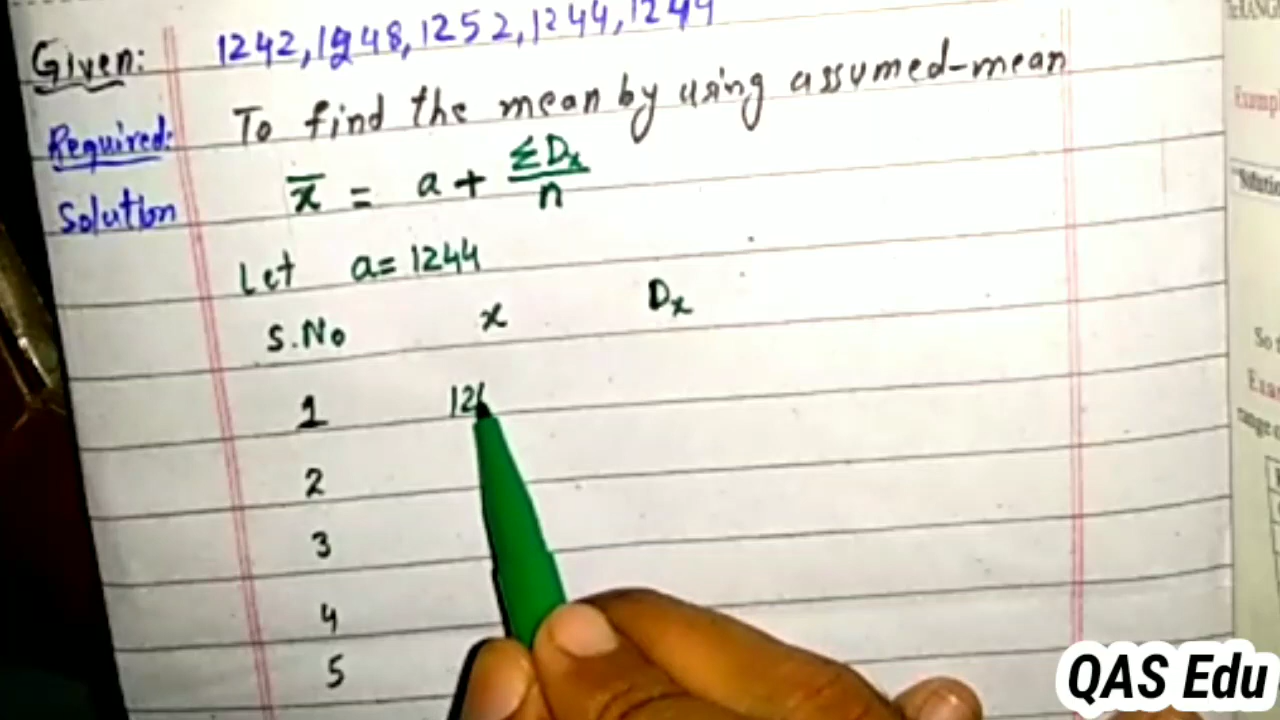 Given: 1242, 1248, 1252, 1244, 1249
Required: To find the mean by using assumed-mean
Solution x̄ = a + ΣDx/n
Let a = 1244
S.No x Dx
1 12
2
3
4
5
QAS Edu